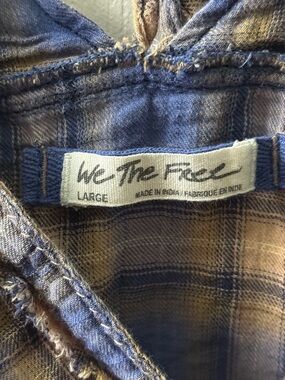 We The Free
LARGE
MADE IN INDIA / FABRIQUÉ EN INDE